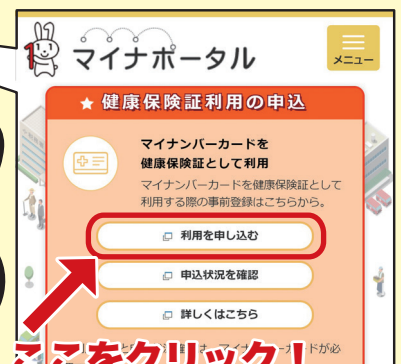 マイナポータル
メニュー
★ 健康保険証利用の申込
マイナンバーカードを
健康保険証として利用
マイナンバーカードを健康保険証として
利用する際の事前登録はこちらから。
利用を申し込む
申込状況を確認
詳しくはこちら
ここをクリック!